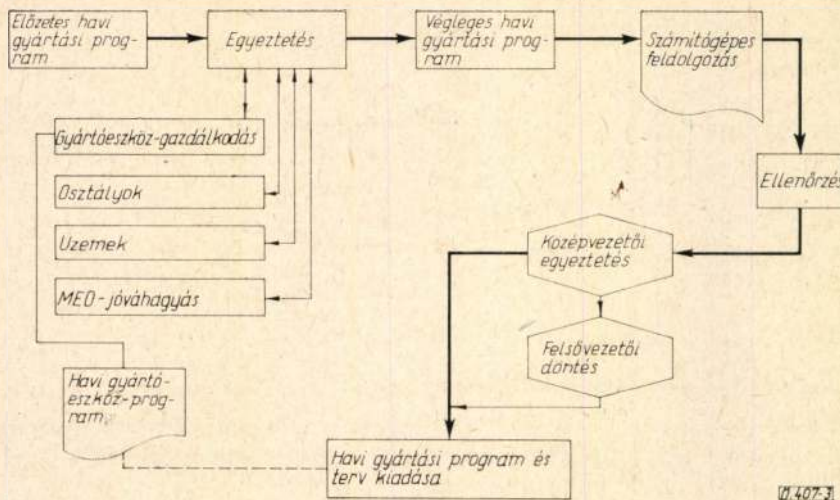 Előzetes havi
gyártási prog-
ram
Egyeztetés
Végleges havi
gyártási prog-
ram
Számítógépes
feldolgozás
Gyártóeszköz-gazdálkodás
Osztályok
Üzemek
MEO-jóváhagyás
Ellenőrzés
Középvezetői
egyeztetés
Felsővezetői
döntés
Havi gyártó-
eszköz-prog-
ram
Havi gyártási program és
terv kiadása
0.407-3